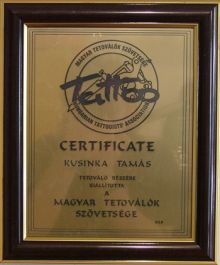 MAGYAR TETOVÁLÓK SZÖVETSÉGE
Tattoo
HUNGARIAN TATTOOISTS ASSOCIATION
CERTIFICATE
KUSINKA TAMÁS
TETOVÁLÓ RÉSZÉRE
KIÁLLÍTOTTA
A
MAGYAR TETOVÁLÓK
SZÖVETSÉGE